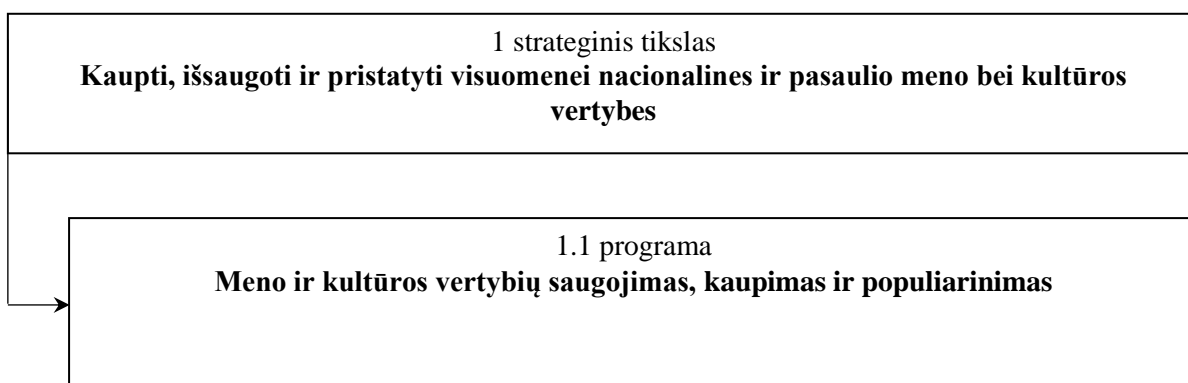 1 strateginis tikslas
Kaupti, išsaugoti ir pristatyti visuomenei nacionalines ir pasaulio meno bei kultūros
vertybes
1.1 programa
Meno ir kultūros vertybių saugojimas, kaupimas ir populiarinimas